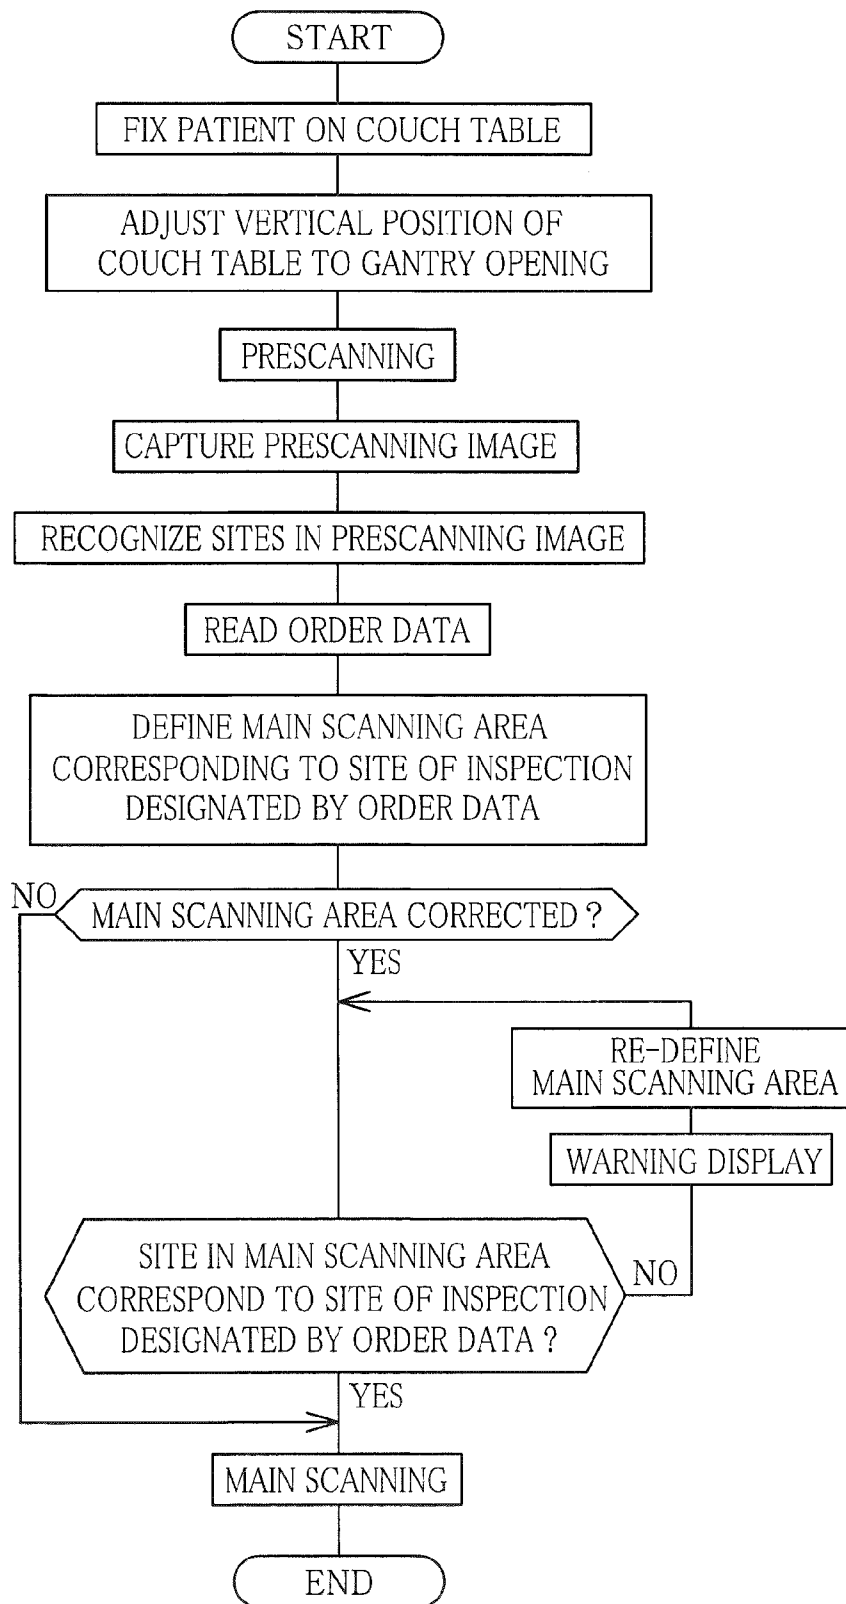 START
FIX PATIENT ON COUCH TABLE
ADJUST VERTICAL POSITION OF
COUCH TABLE TO GANTRY OPENING
PRESCANNING
CAPTURE PRESCANNING IMAGE
RECOGNIZE SITES IN PRESCANNING IMAGE
READ ORDER DATA
DEFINE MAIN SCANNING AREA
CORRESPONDING TO SITE OF INSPECTION
DESIGNATED BY ORDER DATA
NO
MAIN SCANNING AREA CORRECTED ?
YES
RE-DEFINE
MAIN SCANNING AREA
WARNING DISPLAY
SITE IN MAIN SCANNING AREA
CORRESPOND TO SITE OF INSPECTION
DESIGNATED BY ORDER DATA ?
NO
YES
MAIN SCANNING
END